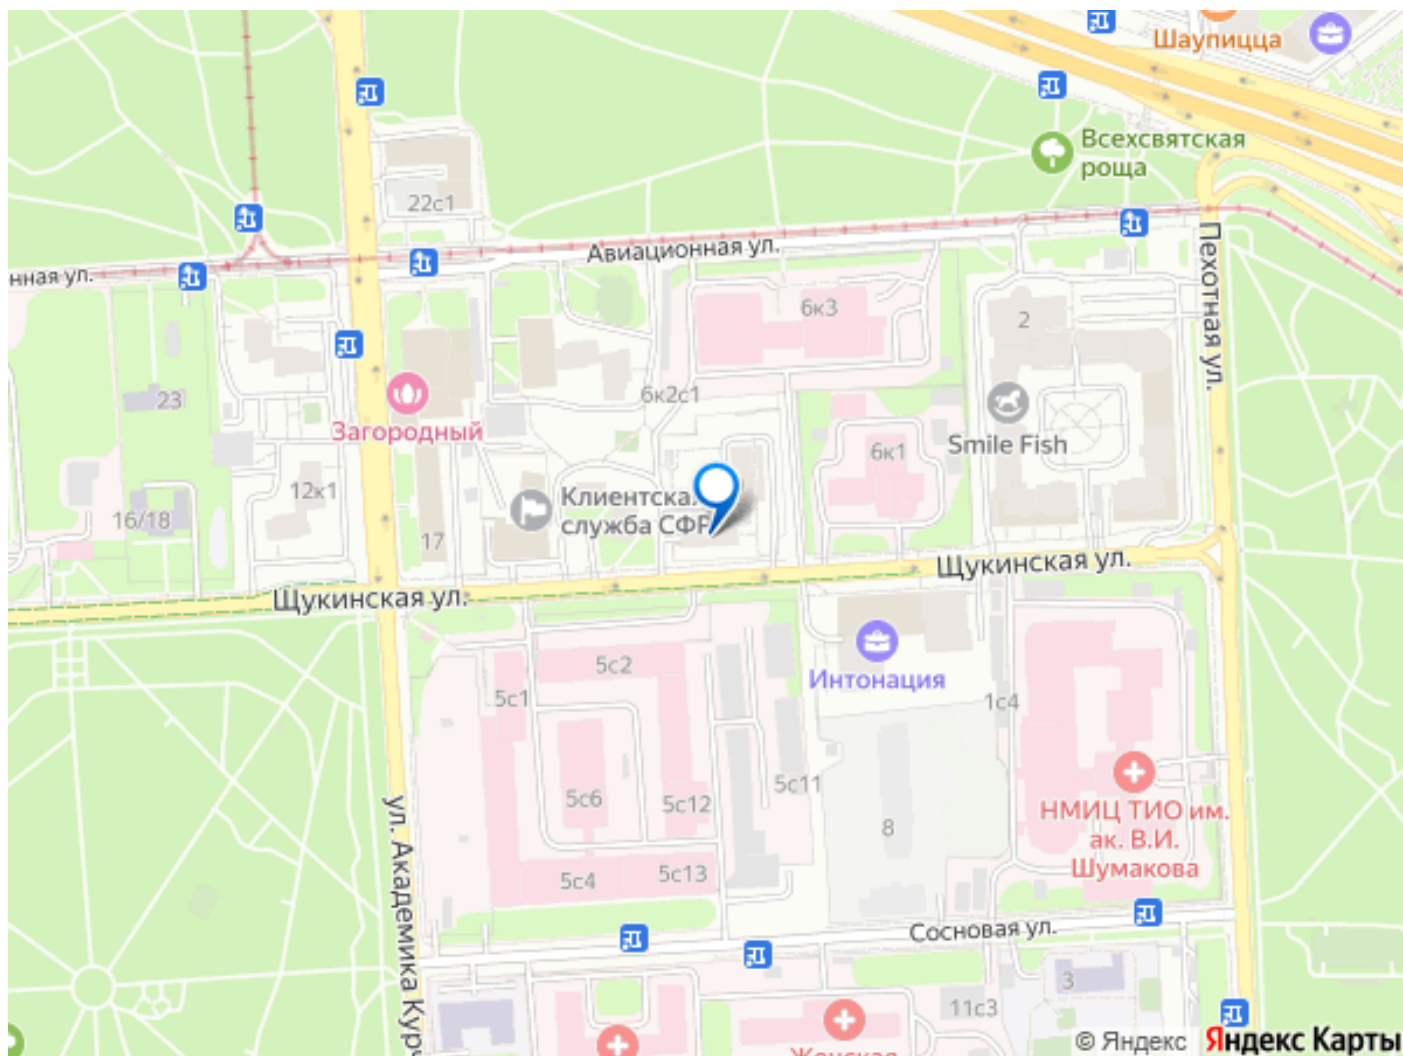 Шаупицца
Всехсвятская
роща
22с1
Авиационная ул.
нная ул.
Пехотная ул.
6к3
2
23
6к2с1
Загородный
Smile Fish
6к1
12к1
Клиентская
служба СФР
16/18
17
Щукинская ул.
Щукинская ул.
5с2
Интонация
5с1
1с4
5с6
5с12
5с11
НМИЦ ТИО им.
ак. В.И.
Шумакова
8
ул. Академика Курч
5с4
5с13
Сосновая ул.
3
11с3
Женская
© Яндекс Яндекс Карты